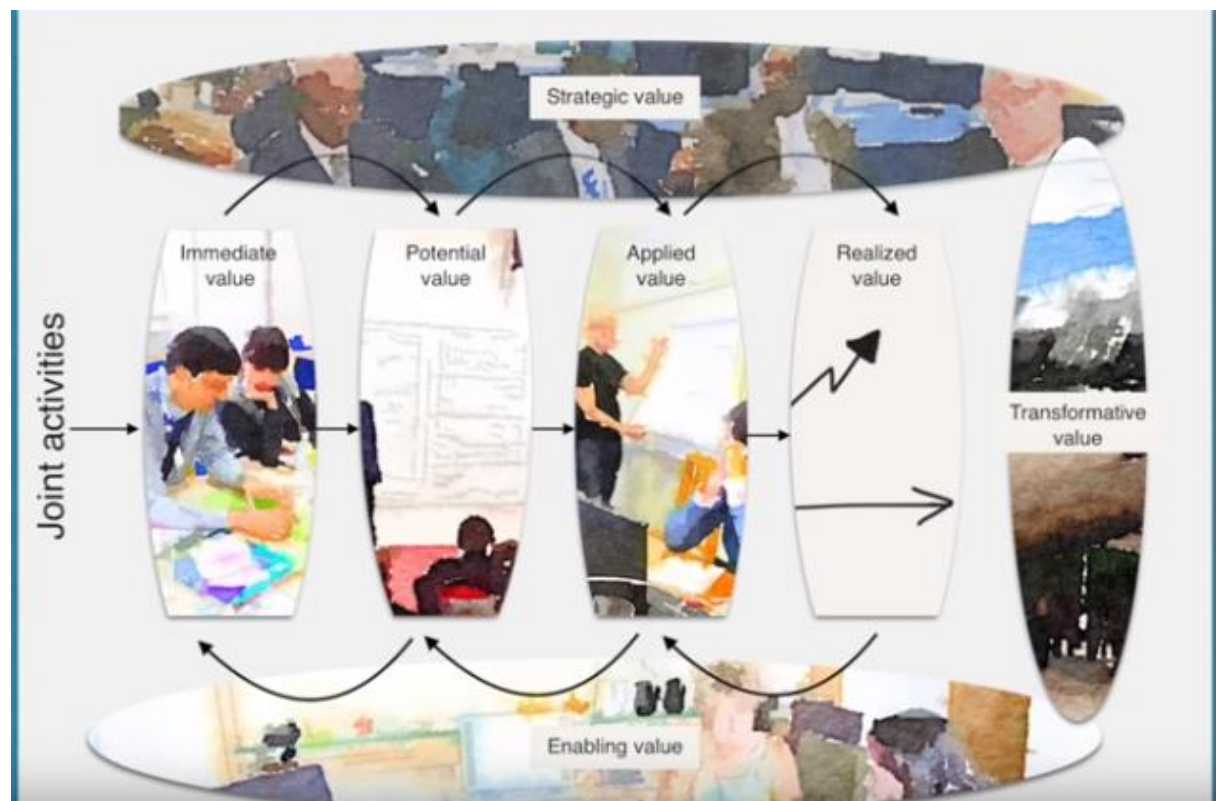 Strategic value
Immediate
value
Potential
value
Applied
value
Realized
value
Joint activities
Transformative
value
Enabling value